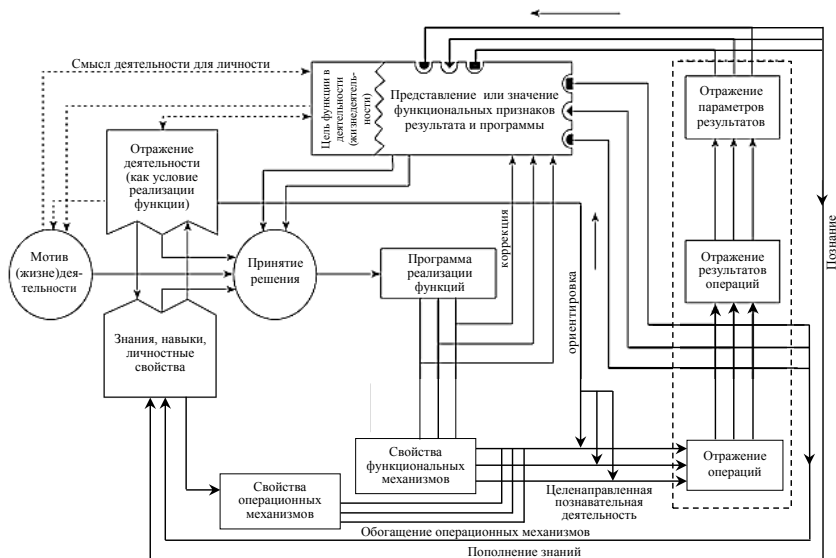 Смысл деятельности для личности
Цель функции в
деятельности
(жизнедеятель-
ности)
Представление или значение
функциональных признаков
результата и программы
Отражение
параметров
результатов
Отражение
деятельности
(как условие
реализации
функции)
Мотив
(жизне)дея-
тельности
Принятие
решения
Программа
реализации
функций
коррекция
ориентировка
Отражение
результатов
операций
Познание
Знания, навыки,
личностные
свойства
Свойства
функциональных
механизмов
Отражение
операций
Свойства
операционных
механизмов
Целенаправленная
познавательная
деятельность
Обогащение операционных механизмов
Пополнение знаний